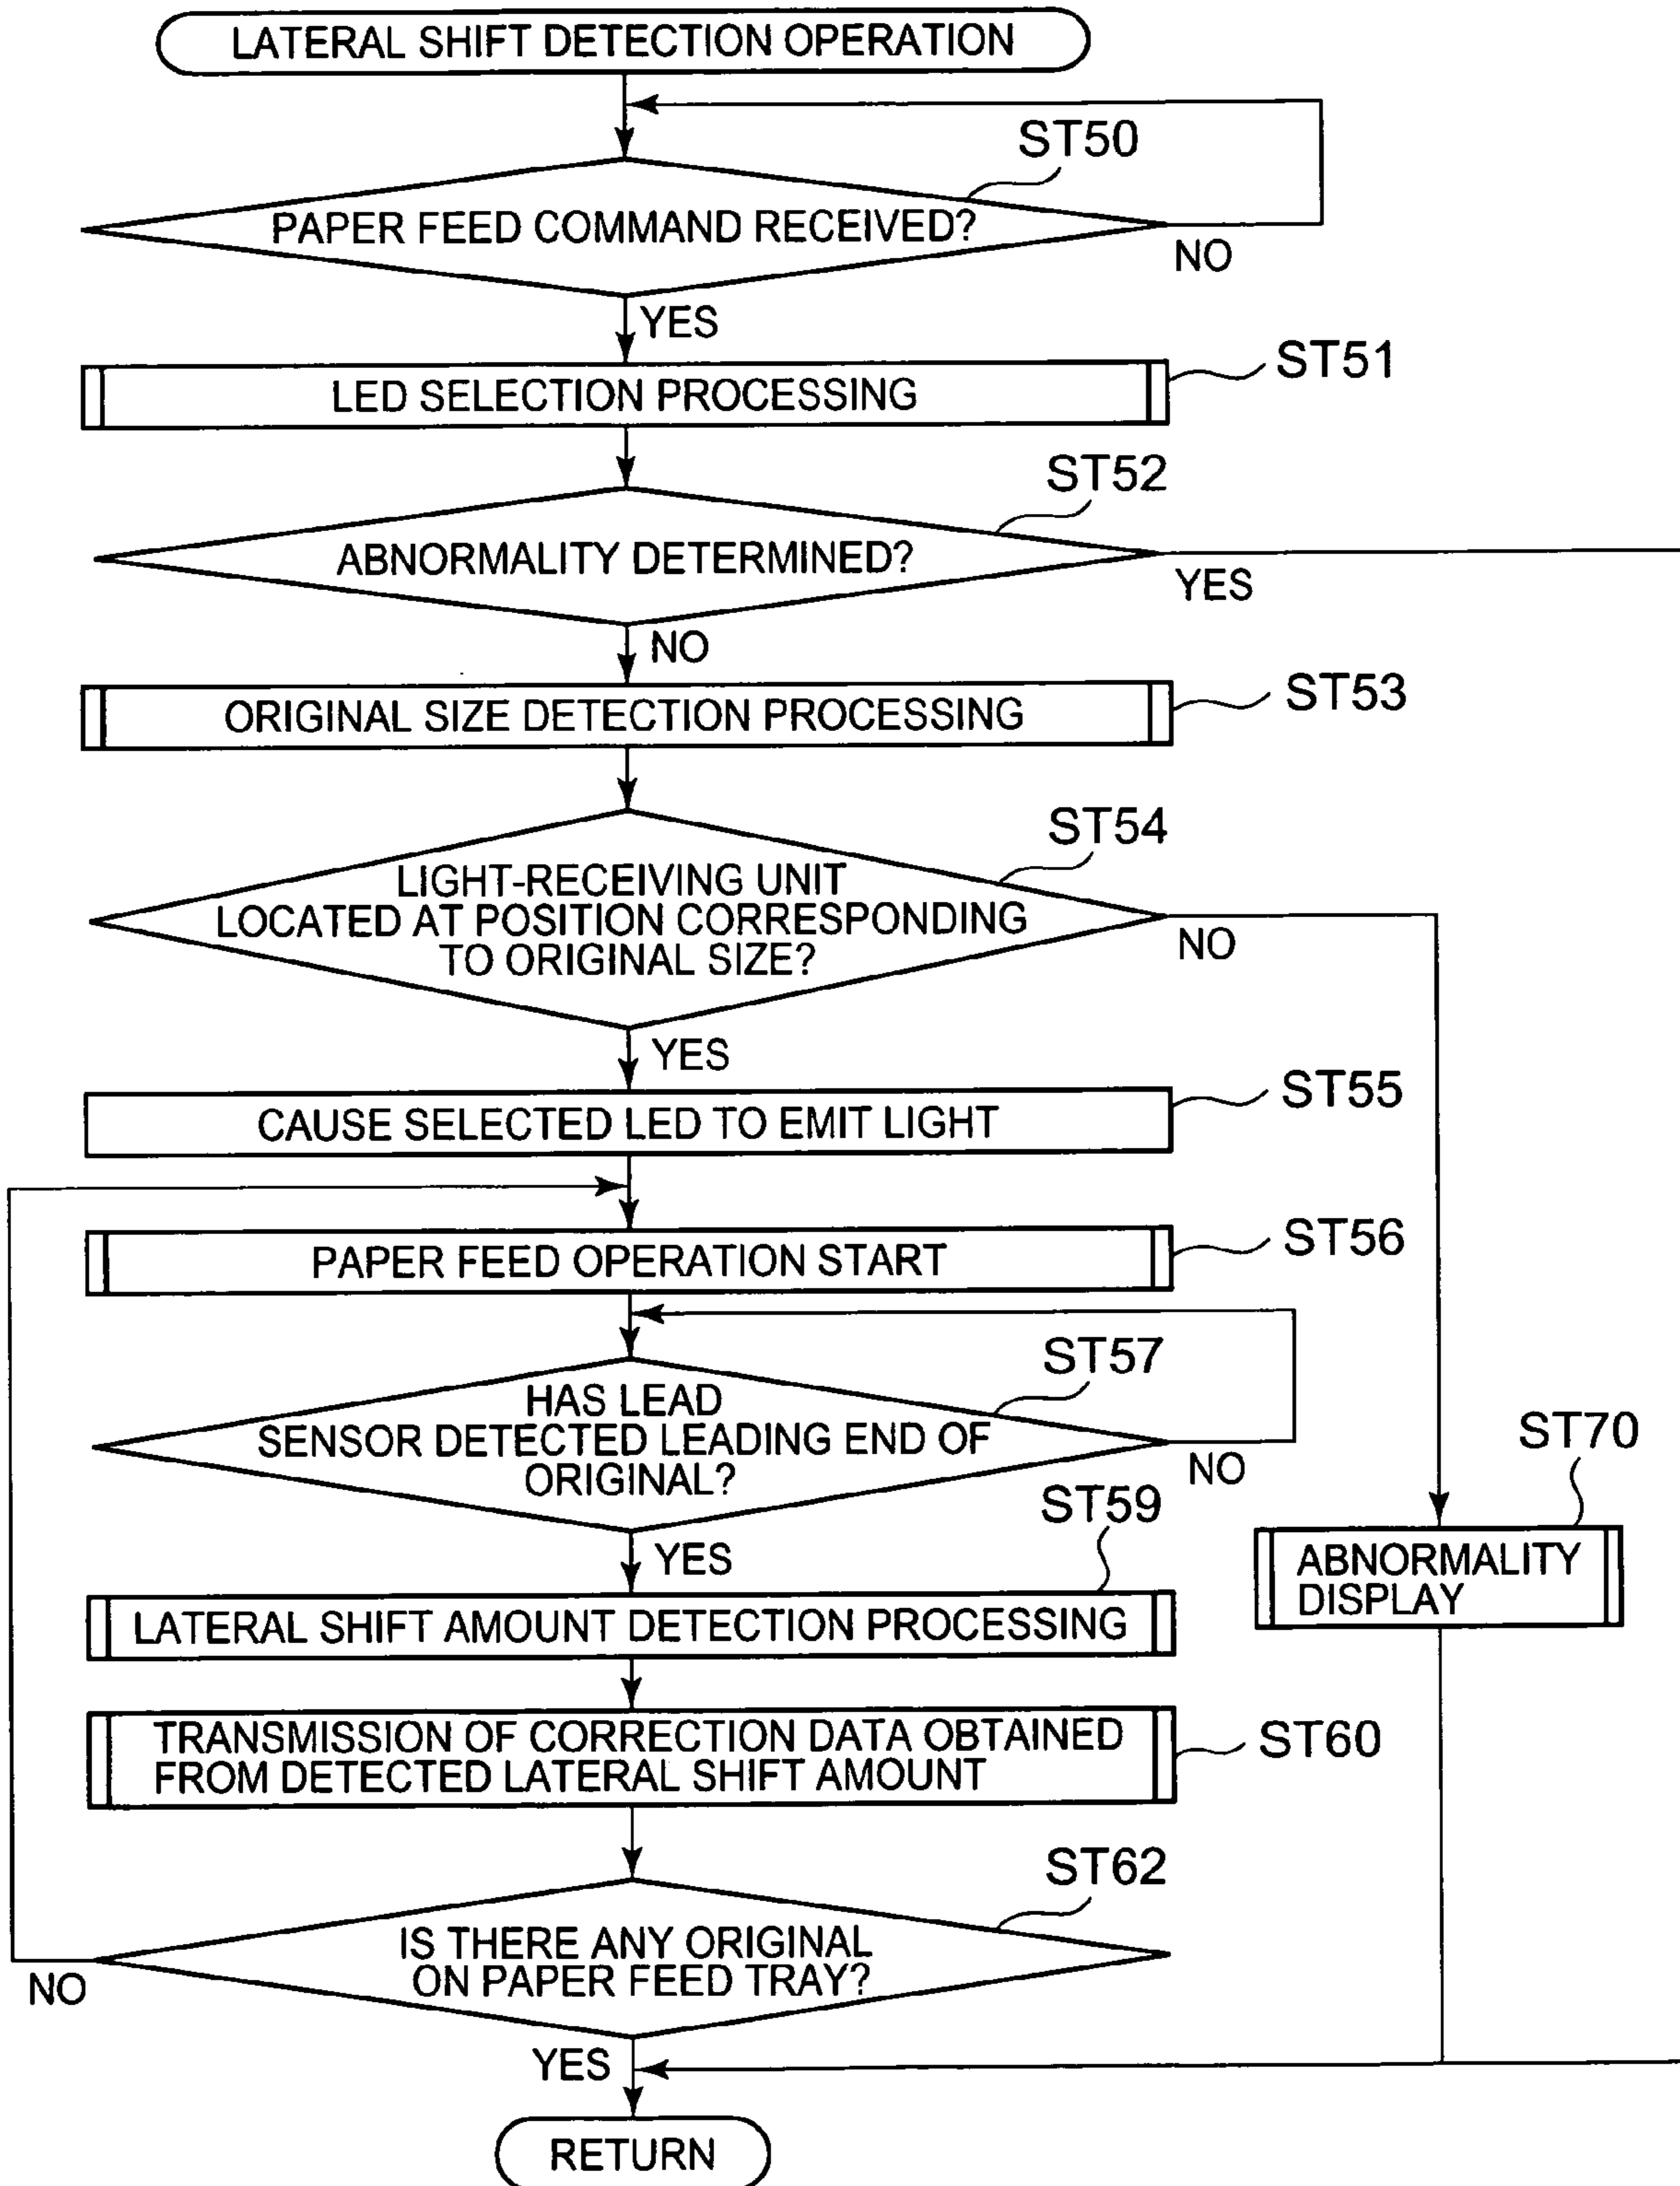 LATERAL SHIFT DETECTION OPERATION
ST50
PAPER FEED COMMAND RECEIVED?
NO
YES
ST51
LED SELECTION PROCESSING
ST52
ABNORMALITY DETERMINED?
YES
NO
ST53
ORIGINAL SIZE DETECTION PROCESSING
ST54
LIGHT-RECEIVING UNIT
LOCATED AT POSITION CORRESPONDING
TO ORIGINAL SIZE?
NO
YES
ST55
CAUSE SELECTED LED TO EMIT LIGHT
ST56
PAPER FEED OPERATION START
ST57
HAS LEAD
SENSOR DETECTED LEADING END OF
ORIGINAL?
NO
YES
ST59
LATERAL SHIFT AMOUNT DETECTION PROCESSING
ST70
ABNORMALITY
DISPLAY
ST60
TRANSMISSION OF CORRECTION DATA OBTAINED
FROM DETECTED LATERAL SHIFT AMOUNT
ST62
IS THERE ANY ORIGINAL
ON PAPER FEED TRAY?
NO
YES
RETURN